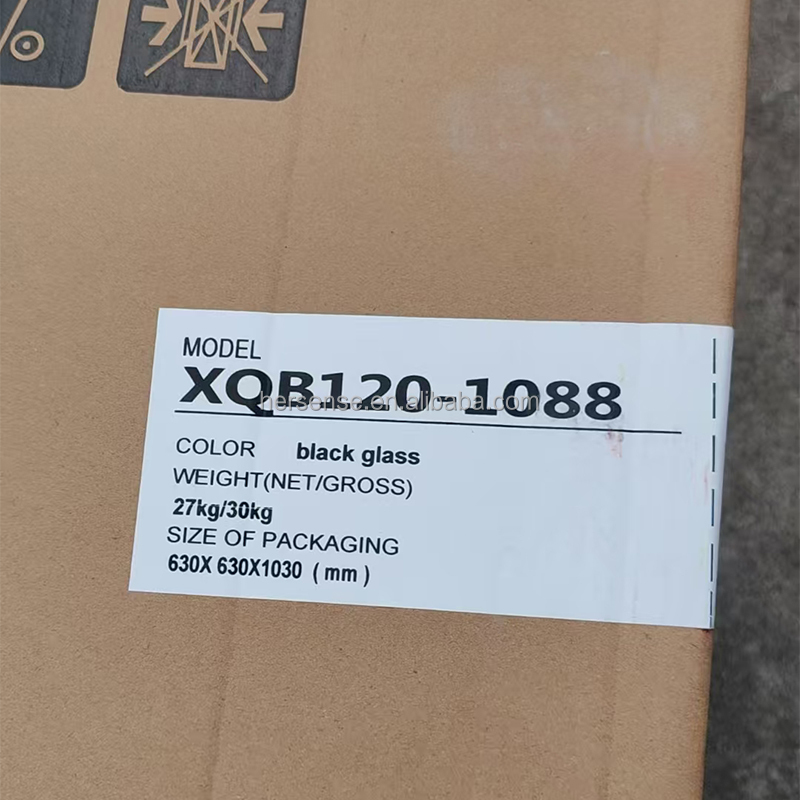 %
MODEL
XQB120-1088
hersense.en.alibaba.com
COLOR black glass
WEIGHT(NET/GROSS)
27kg/30kg
SIZE OF PACKAGING
630X 630X1030 ( mm )